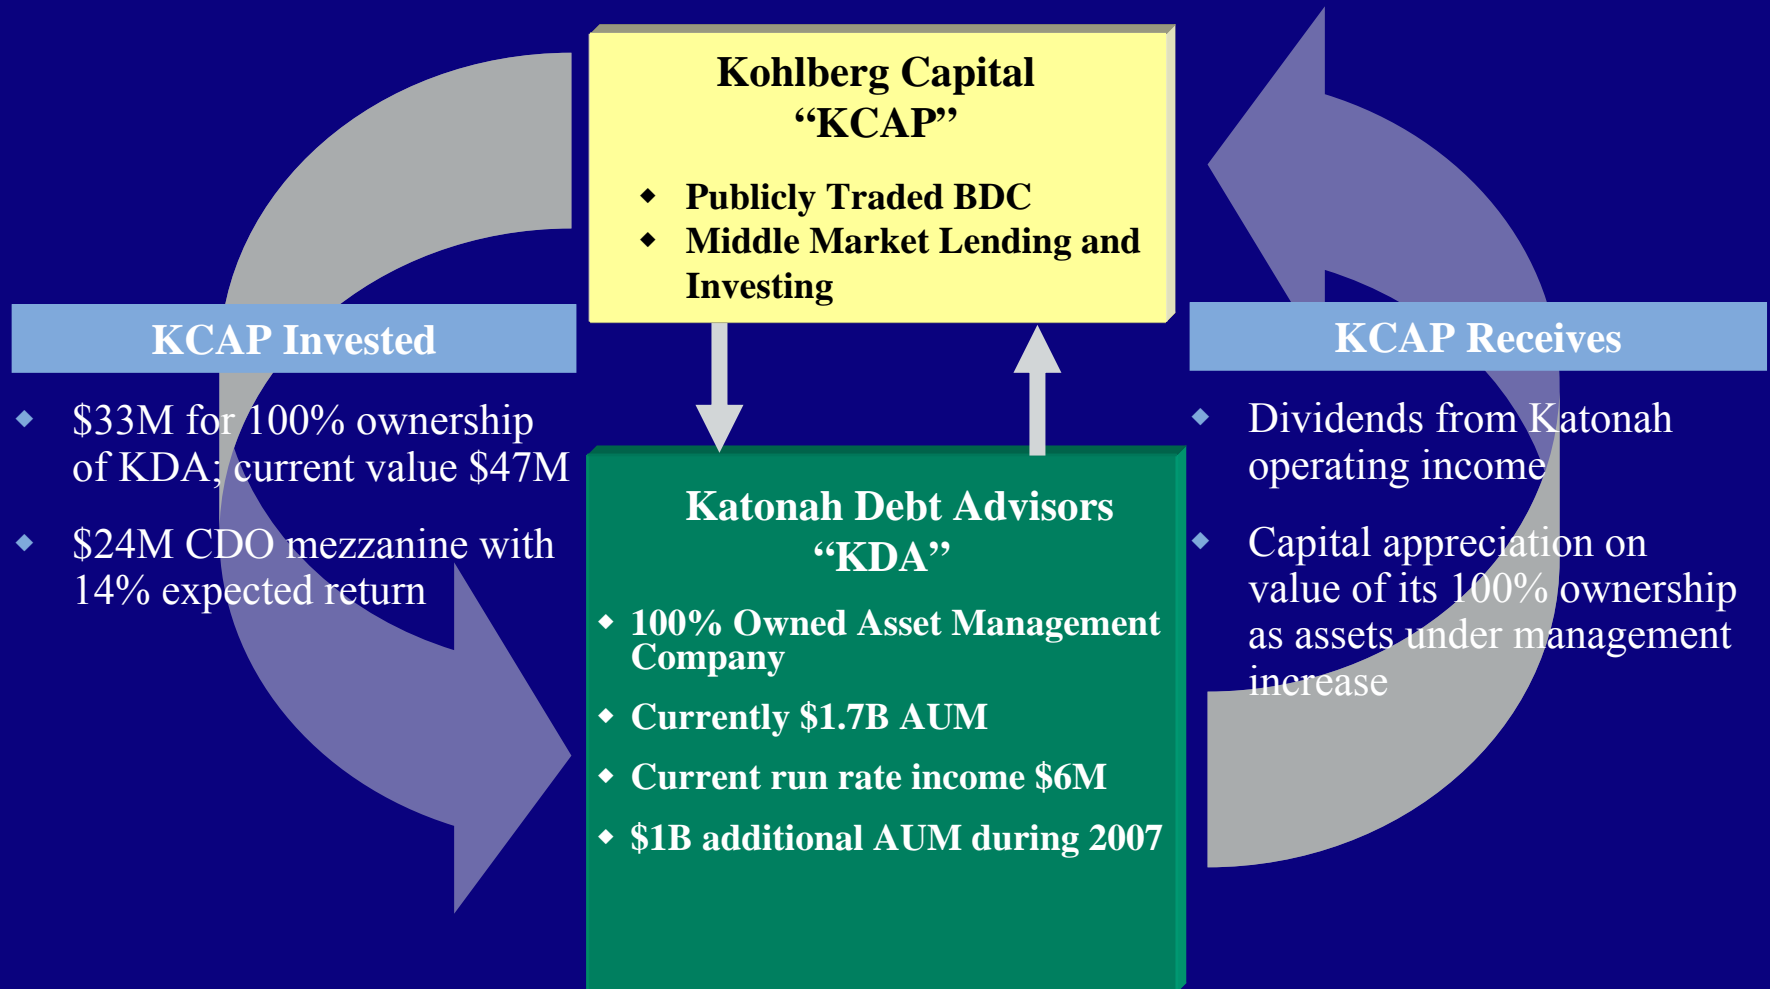 Kohlberg Capital
“KCAP”
◆ Publicly Traded BDC
◆ Middle Market Lending and
Investing
KCAP Invested
◆ $33M for 100% ownership
of KDA; current value $47M
◆ $24M CDO mezzanine with
14% expected return
KCAP Receives
◆ Dividends from Katonah
operating income
◆ Capital appreciation on
value of its 100% ownership
as assets under management
increase
Katonah Debt Advisors
“KDA”
◆ 100% Owned Asset Management
Company
◆ Currently $1.7B AUM
◆ Current run rate income $6M
◆ $1B additional AUM during 2007